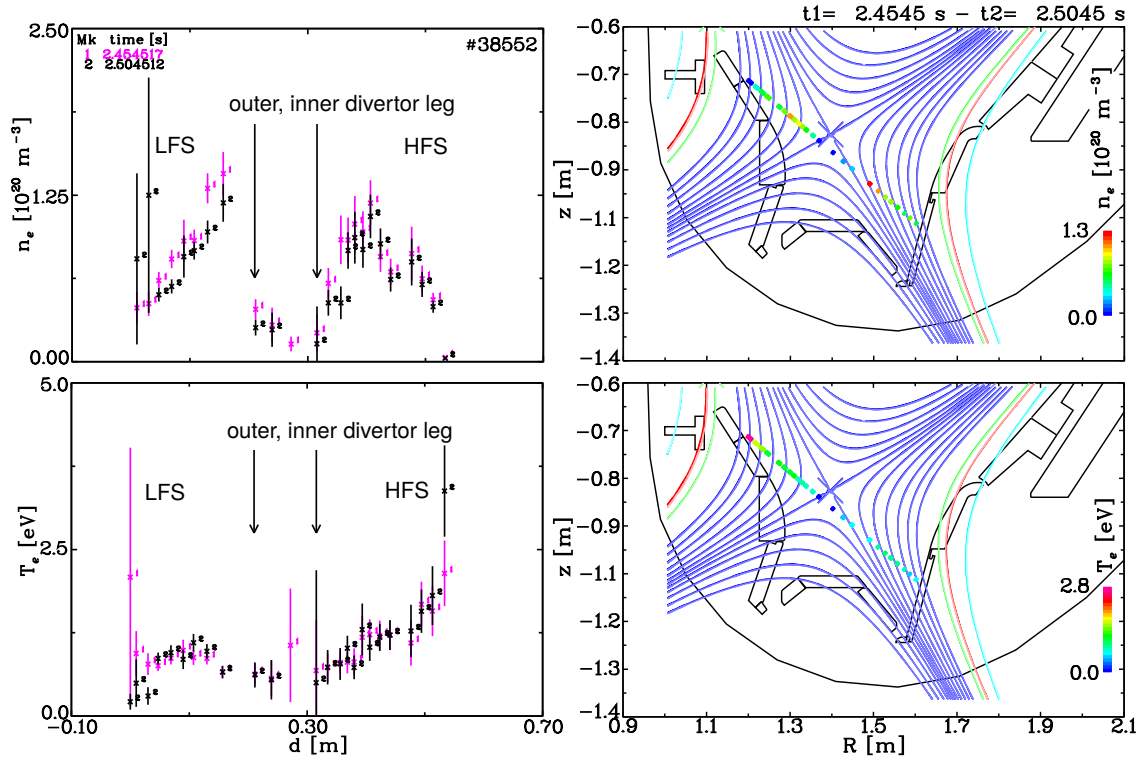 t1= 2.4545 s - t2= 2.5045 s
2.50
Mk time [s]
1 2.454517
2 2.504512
#38552
outer, inner divertor leg
LFS
HFS
n_e [10^20 m^-3]
1.25
0.00
-0.6
-0.7
-0.8
-0.9
-1.0
-1.1
-1.2
-1.3
-1.4
z [m]
n_e [10^20 m^-3]
1.3
0.0
5.0
outer, inner divertor leg
LFS
HFS
T_e [eV]
2.5
0.0
-0.10
0.30
0.70
d [m]
-0.6
-0.7
-0.8
-0.9
-1.0
-1.1
-1.2
-1.3
-1.4
z [m]
T_e [eV]
2.8
0.0
0.9
1.1
1.3
1.5
1.7
1.9
2.1
R [m]